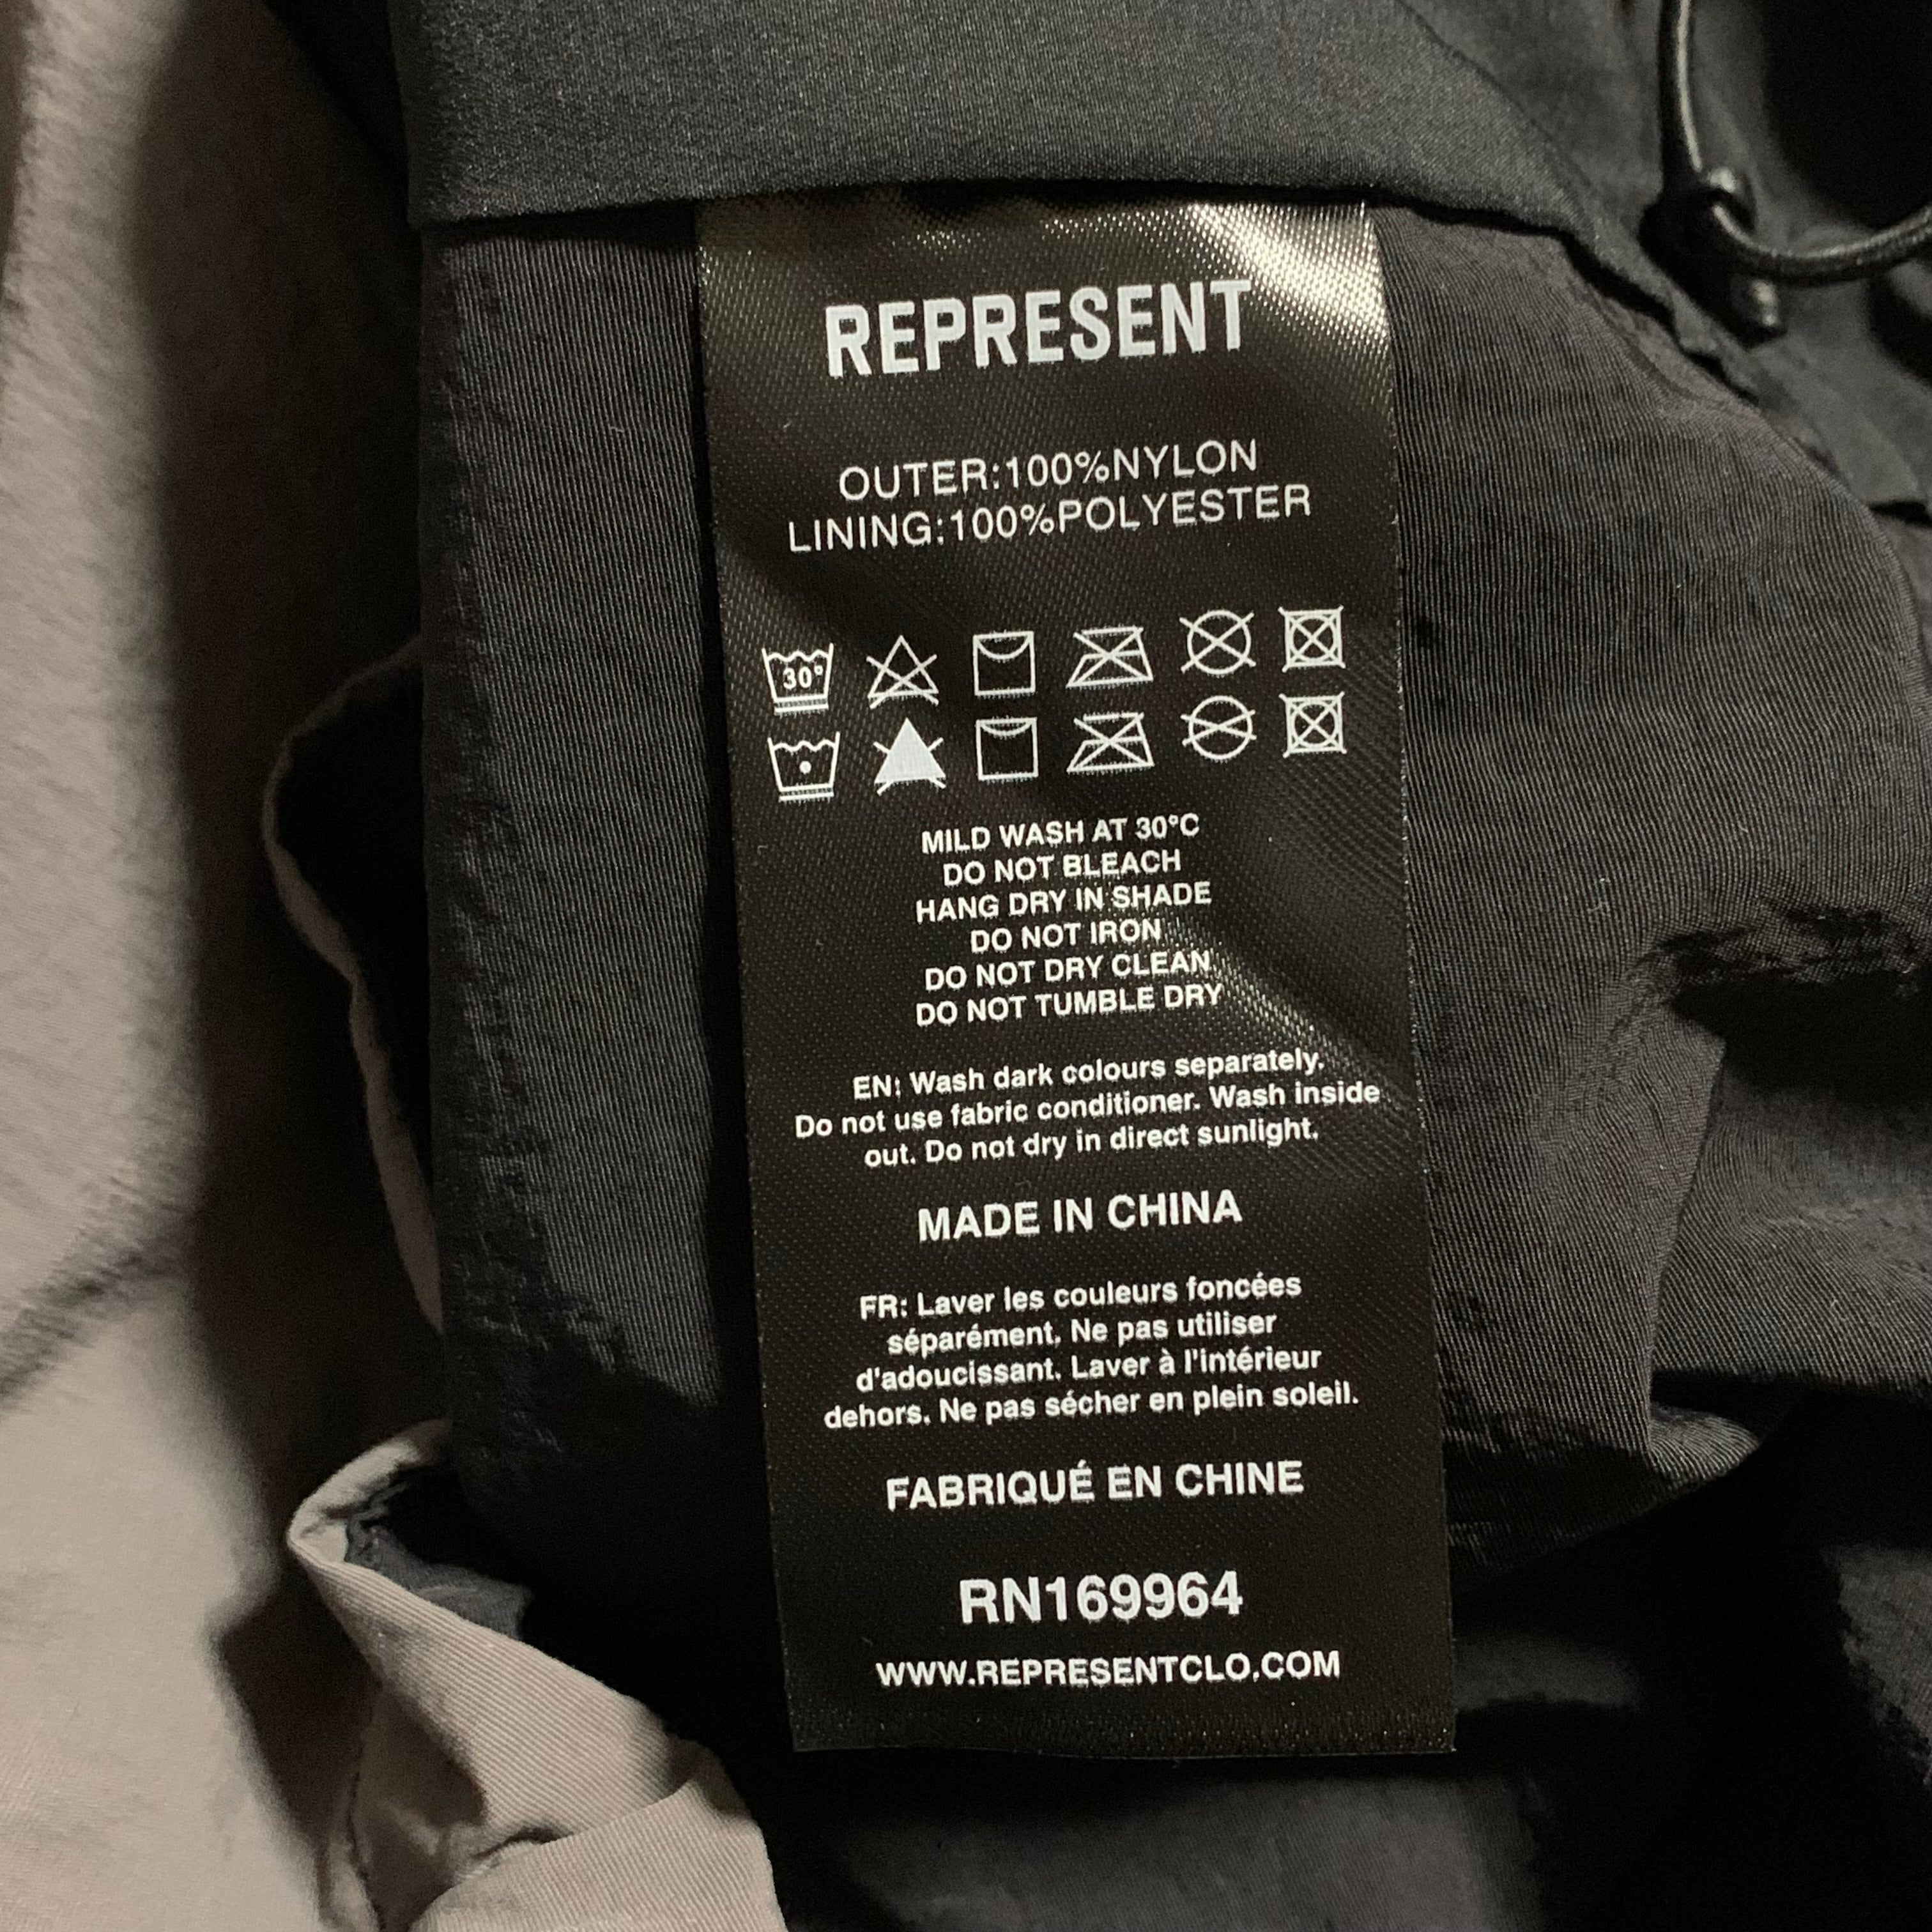 REPRESENT
OUTER:100%NYLON
LINING:100%POLYESTER
30°
MILD WASH AT 30°C
DO NOT BLEACH
HANG DRY IN SHADE
DO NOT IRON
DO NOT DRY CLEAN
DO NOT TUMBLE DRY
EN: Wash dark colours separately.
Do not use fabric conditioner. Wash inside
out. Do not dry in direct sunlight.
MADE IN CHINA
FR: Laver les couleurs foncées
séparément. Ne pas utiliser
d'adoucissant. Laver à l'intérieur
dehors. Ne pas sécher en plein soleil.
FABRIQUÉ EN CHINE
RN169964
WWW.REPRESENTCLO.COM